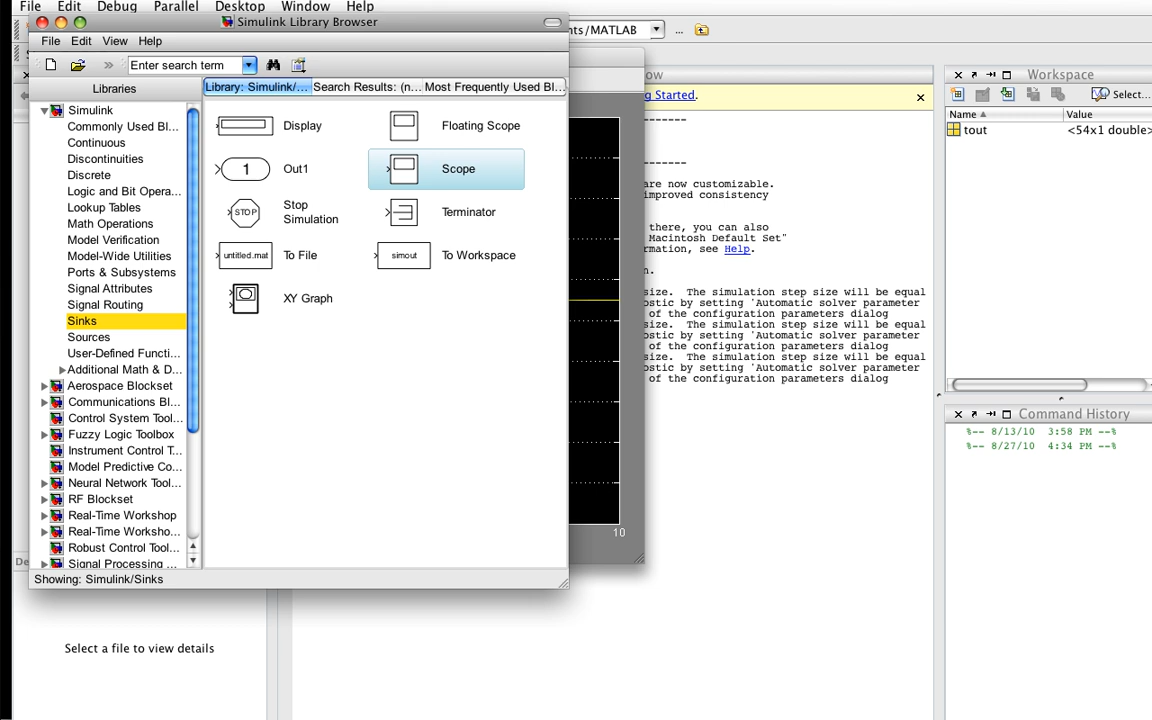 File Edit Debug Parallel Desktop Window Help
Simulink Library Browser
nts/MATLAB
...
File Edit View Help
Enter search term
Libraries
Library: Simulink/... Search Results: (n... Most Frequently Used Bl...
Simulink
Commonly Used Bl...
Continuous
Discontinuities
Discrete
Logic and Bit Opera...
Lookup Tables
Math Operations
Model Verification
Model-Wide Utilities
Ports & Subsystems
Signal Attributes
Signal Routing
Sinks
Sources
User-Defined Functi...
Additional Math & D...
Aerospace Blockset
Communications Bl...
Control System Tool...
Fuzzy Logic Toolbox
Instrument Control T...
Model Predictive Co...
Neural Network Tool...
RF Blockset
Real-Time Workshop
Real-Time Worksho...
Robust Control Tool...
Signal Processing ...
Showing: Simulink/Sinks
Display
Floating Scope
1
Out1
Scope
STOP
Stop
Simulation
Terminator
untitled.mat
To File
simout
To Workspace
XY Graph
10
De
Select a file to view details
ow
g Started.
are now customizable.
improved consistency
there, you can also
Macintosh Default Set"
rmation, see Help.
n.
size. The simulation step size will be equal
ostic by setting 'Automatic solver parameter
of the configuration parameters dialog
size. The simulation step size will be equal
ostic by setting 'Automatic solver parameter
of the configuration parameters dialog
size. The simulation step size will be equal
ostic by setting 'Automatic solver parameter
of the configuration parameters dialog
Workspace
Select...
Name Value
tout <54x1 double>
Command History
%-- 8/13/10 3:58 PM --%
%-- 8/27/10 4:34 PM --%